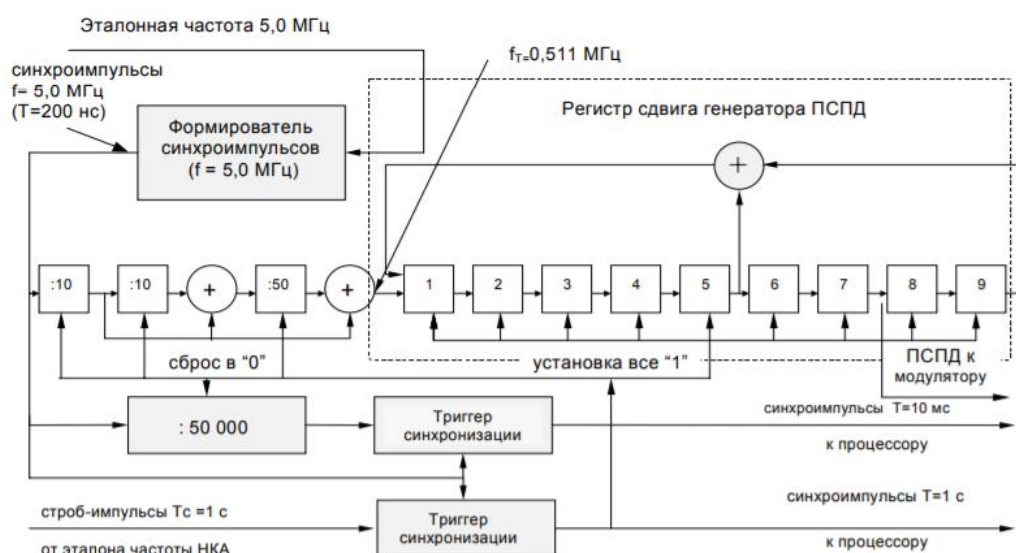 Эталонная частота 5,0 МГц
fТ=0,511 МГц
синхроимпульсы
f= 5,0 МГц
(T=200 нс)
Формирователь
синхроимпульсов
(f = 5,0 МГц)
Регистр сдвига генератора ПСПД
+
:10
:10
+
:50
+
1
2
3
4
5
6
7
8
9
сброс в “0”
установка все “1”
ПСПД к
модулятору
: 50 000
Триггер
синхронизации
синхроимпульсы T=10 мс
к процессору
строб-импульсы Тс =1 с
от эталона частоты НКА
Триггер
синхронизации
синхроимпульсы T=1 с
к процессору